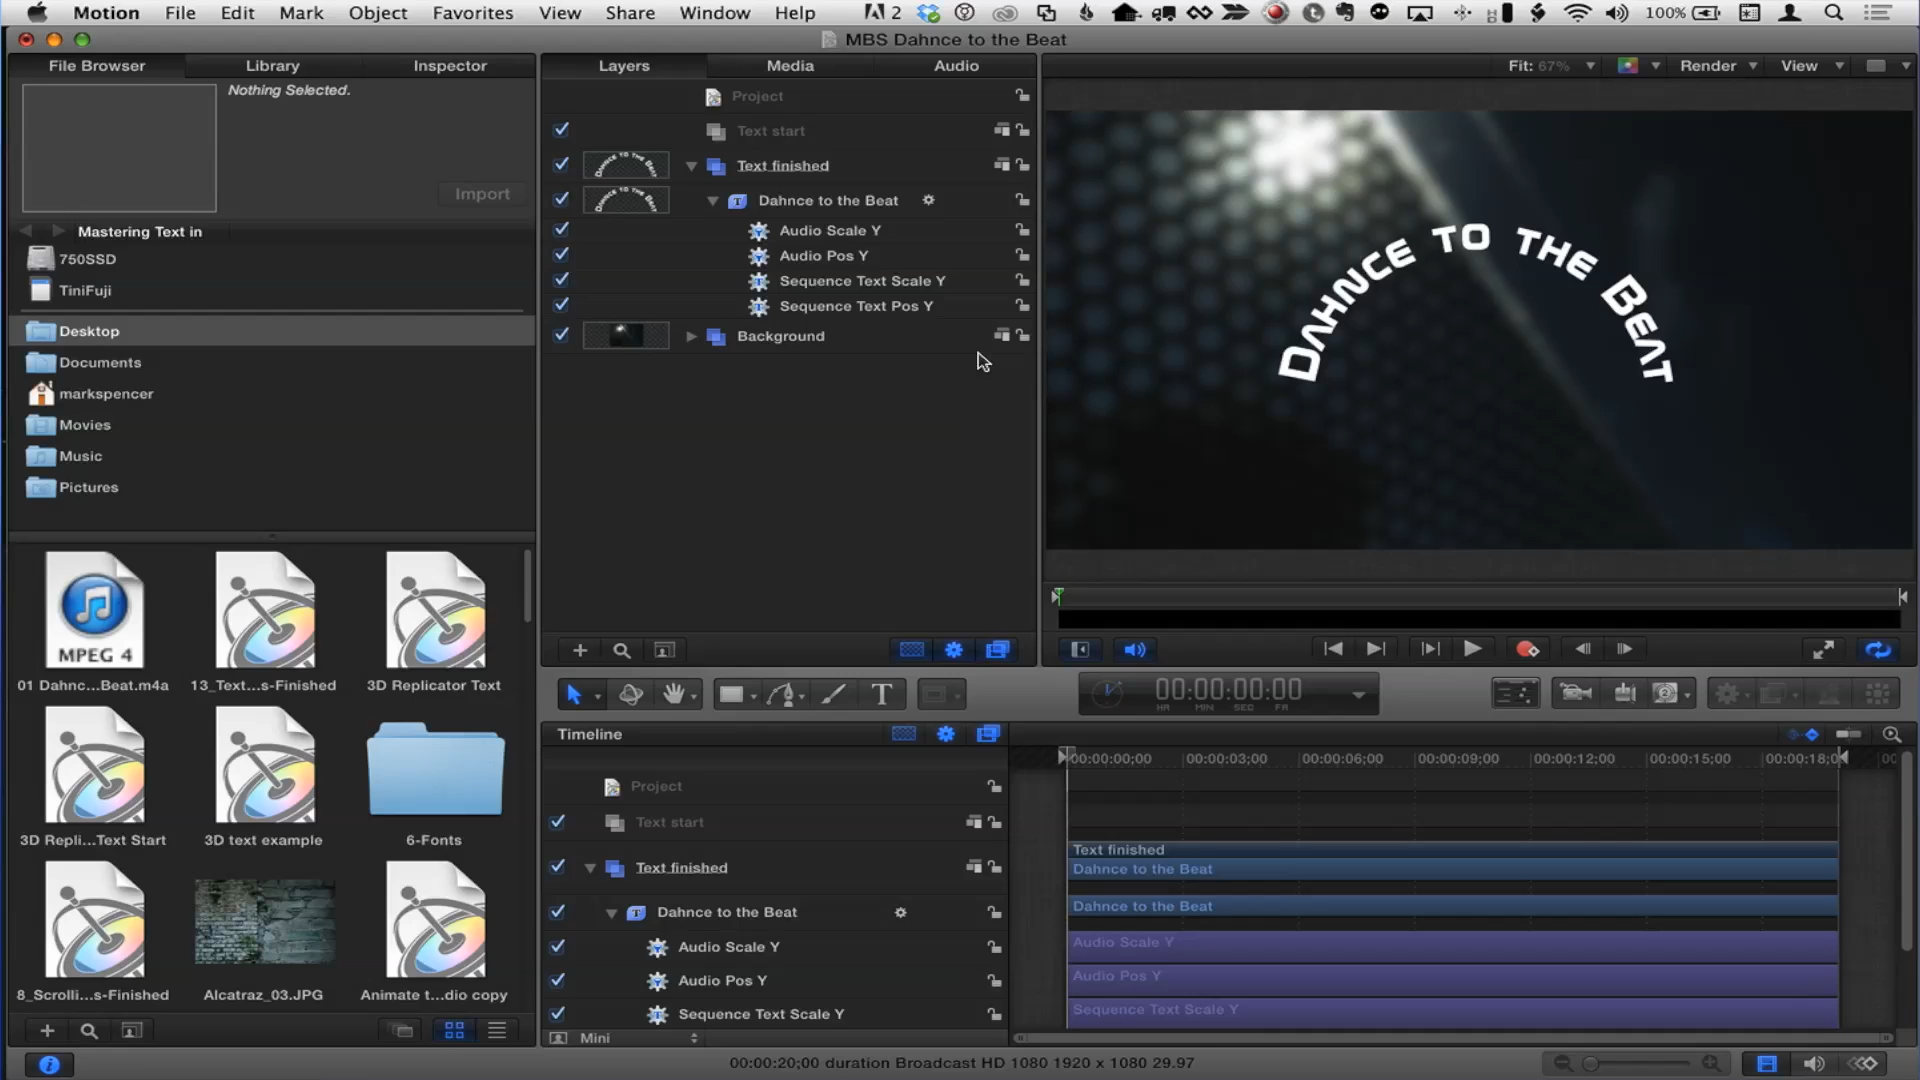 Motion File Edit Mark Object Favorites View Share Window Help 2 100%
MBS Dahnce to the Beat
File Browser Library Inspector
Nothing Selected.
Import
Mastering Text in
750SSD
TiniFuji
Desktop
Documents
markspencer
Movies
Music
Pictures
MPEG 4
01 Dahnc...Beat.m4a
13_Text...s-Finished
3D Replicator Text
3D Repli...Text Start
3D text example
6-Fonts
8_Scrolli...s-Finished
Alcatraz_03.JPG
Animate t...dio copy
Layers Media Audio
Project
Text start
Text finished
Dahnce to the Beat
Audio Scale Y
Audio Pos Y
Sequence Text Scale Y
Sequence Text Pos Y
Background
Fit: 67% Render View
Dahnce to the Beat
T
00:00:00:00
HR MIN SEC FR
Timeline
00:00:00;00 00:00:03;00 00:00:06;00 00:00:09;00 00:00:12;00 00:00:15;00 00:00:18;0
Project
Text start
Text finished
Dahnce to the Beat
Audio Scale Y
Audio Pos Y
Sequence Text Scale Y
Mini
Text finished
Dahnce to the Beat
Dahnce to the Beat
Audio Scale Y
Audio Pos Y
Sequence Text Scale Y
00:00:20;00 duration Broadcast HD 1080 1920 x 1080 29.97